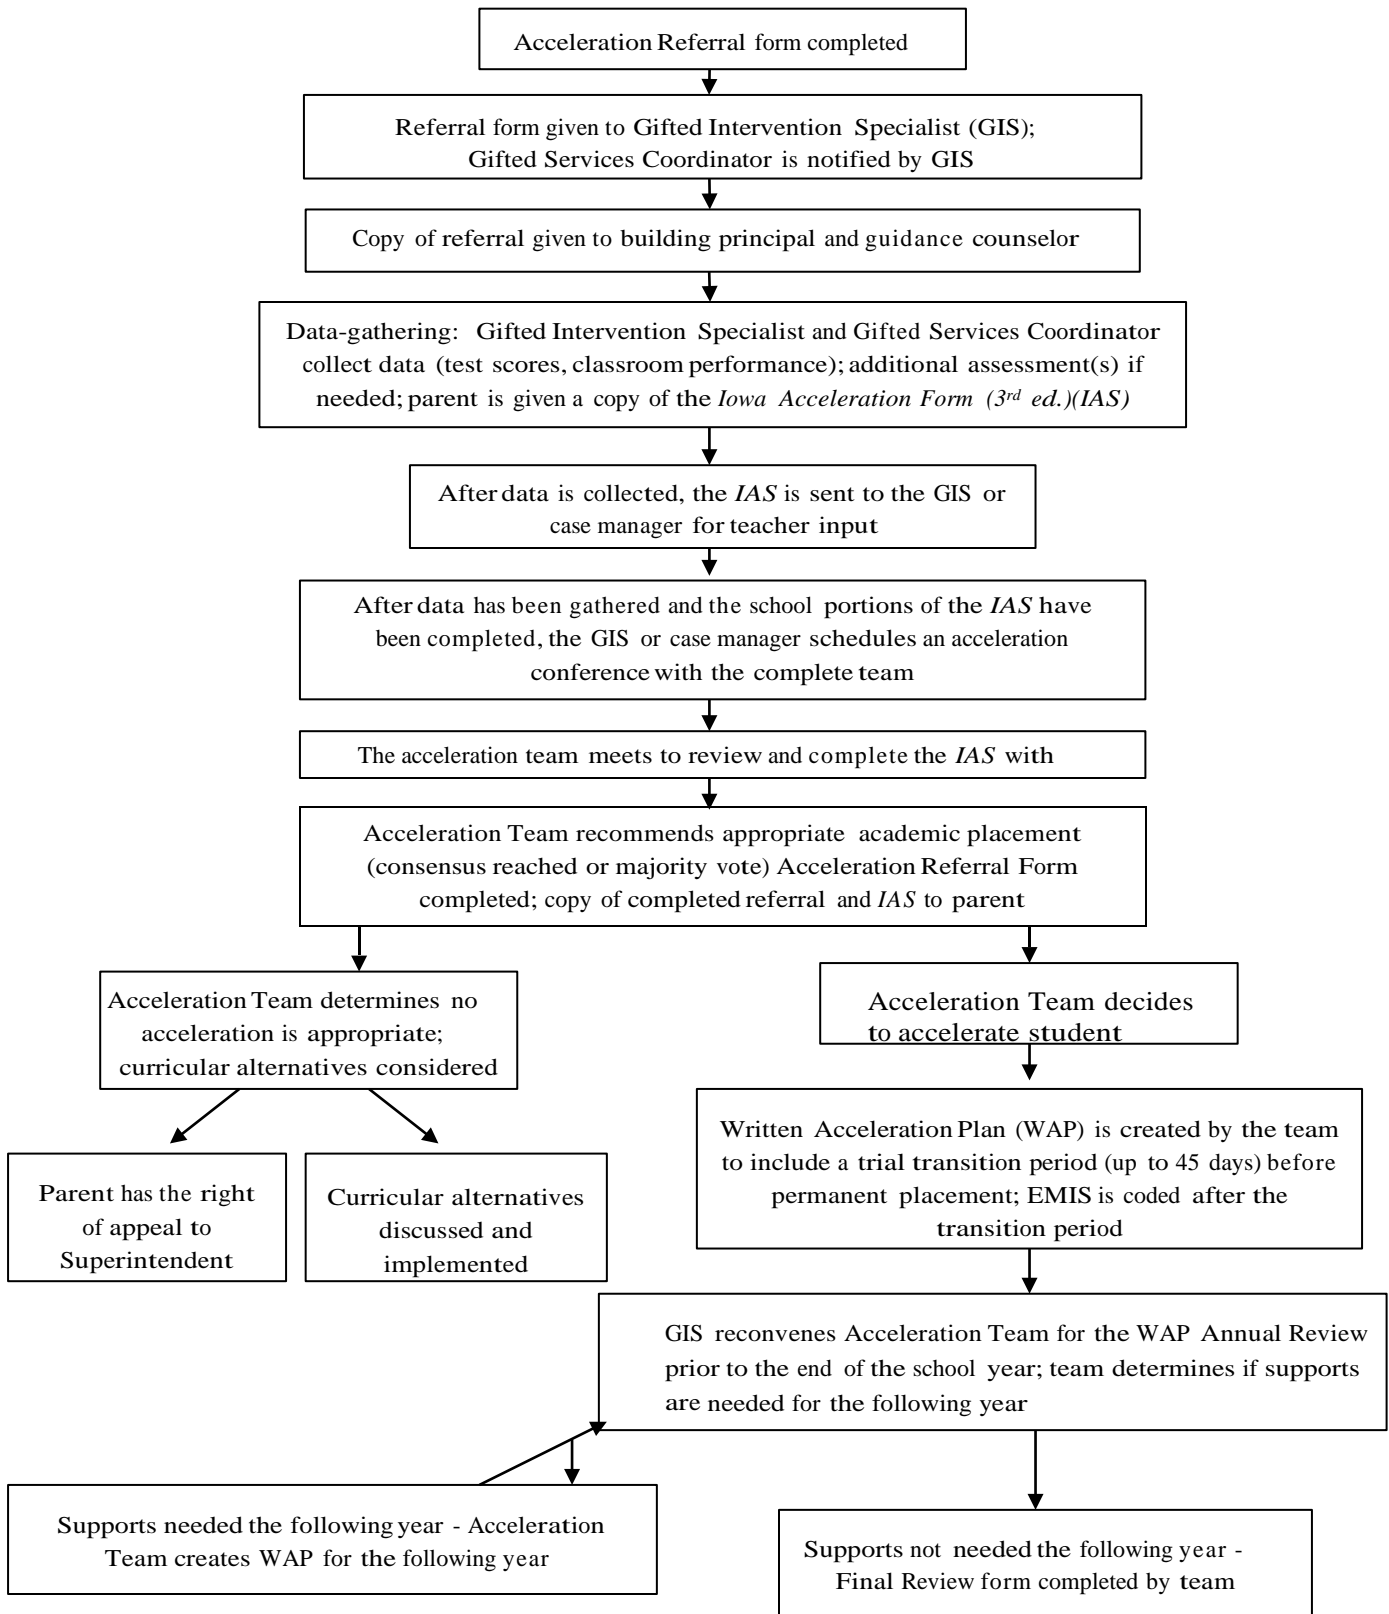 Acceleration Referral form completed
Referral form given to Gifted Intervention Specialist (GIS);
Gifted Services Coordinator is notified by GIS
Copy of referral given to building principal and guidance counselor
Data-gathering: Gifted Intervention Specialist and Gifted Services Coordinator
collect data (test scores, classroom performance); additional assessment(s) if
needed; parent is given a copy of the Iowa Acceleration Form (3rd ed.)(IAS)
After data is collected, the IAS is sent to the GIS or
case manager for teacher input
After data has been gathered and the school portions of the IAS have
been completed, the GIS or case manager schedules an acceleration
conference with the complete team
The acceleration team meets to review and complete the IAS with
Acceleration Team recommends appropriate academic placement
(consensus reached or majority vote) Acceleration Referral Form
completed; copy of completed referral and IAS to parent
Acceleration Team determines no
acceleration is appropriate;
curricular alternatives considered
Acceleration Team decides
to accelerate student
Parent has the right
of appeal to
Superintendent
Curricular alternatives
discussed and
implemented
Written Acceleration Plan (WAP) is created by the team
to include a trial transition period (up to 45 days) before
permanent placement; EMIS is coded after the
transition period
GIS reconvenes Acceleration Team for the WAP Annual Review
prior to the end of the school year; team determines if supports
are needed for the following year
Supports needed the following year - Acceleration
Team creates WAP for the following year
Supports not needed the following year -
Final Review form completed by team